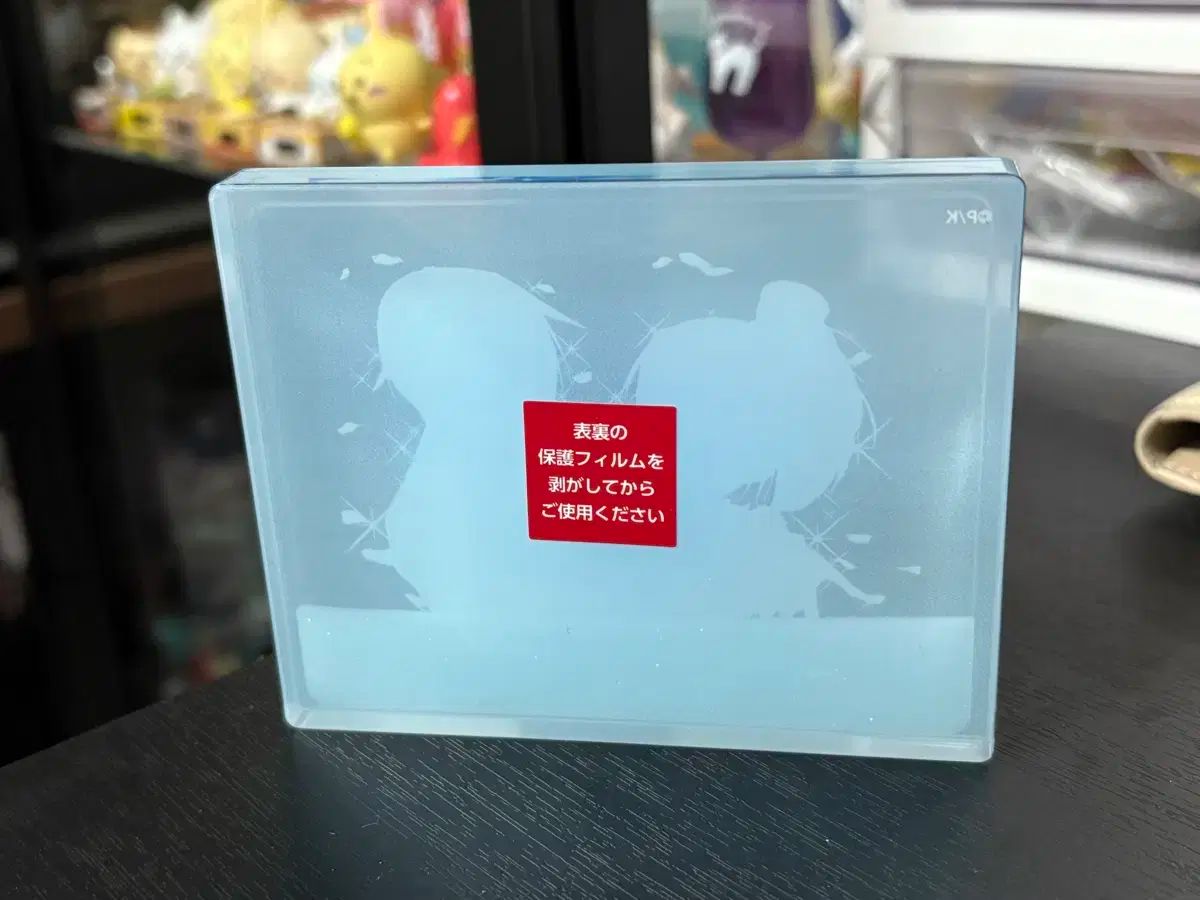 ©P/K
表裏の
保護フィルムを
剥がしてから
ご使用ください